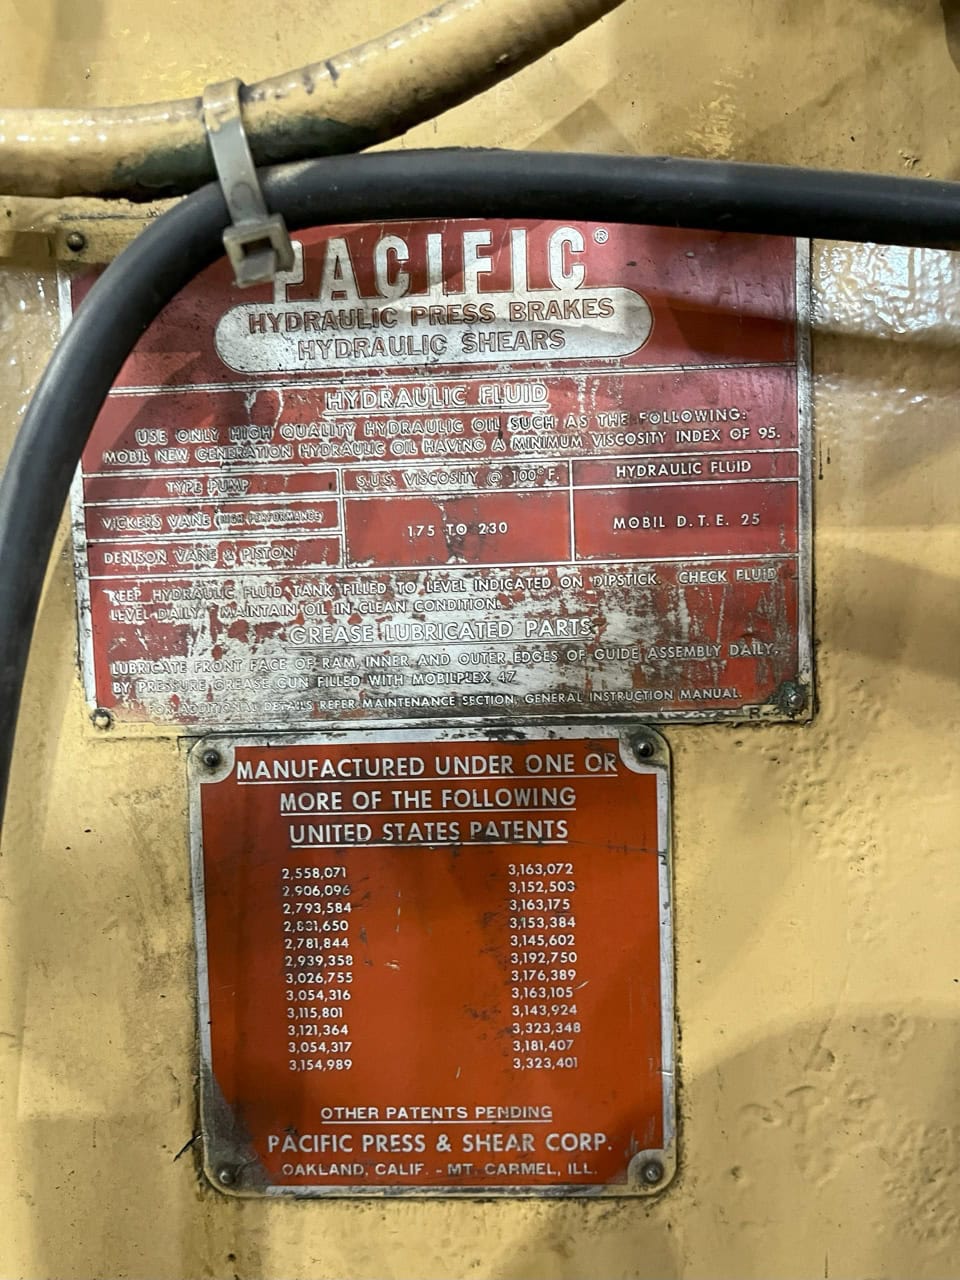 PACIFIC®
HYDRAULIC PRESS BRAKES
HYDRAULIC SHEARS
HYDRAULIC FLUID
USE ONLY HIGH QUALITY HYDRAULIC OIL SUCH AS THE FOLLOWING:
MOBIL NEW GENERATION HYDRAULIC OIL HAVING A MINIMUM VISCOSITY INDEX OF 95.
TYPE PUMP S.U.S. VISCOSITY @ 100° F. HYDRAULIC FLUID
VICKERS VANE (HIGH PERFORMANCE)
175 TO 230 MOBIL D.T.E. 25
DENISON VANE & PISTON
KEEP HYDRAULIC FLUID TANK FILLED TO LEVEL INDICATED ON DIPSTICK. CHECK FLUID
LEVEL DAILY. MAINTAIN OIL IN CLEAN CONDITION.
GREASE LUBRICATED PARTS
LUBRICATE FRONT FACE OF RAM, INNER AND OUTER EDGES OF GUIDE ASSEMBLY DAILY,
BY PRESSURE GREASE GUN FILLED WITH MOBILPLEX 47
FOR ADDITIONAL DETAILS REFER MAINTENANCE SECTION, GENERAL INSTRUCTION MANUAL.
MANUFACTURED UNDER ONE OR
MORE OF THE FOLLOWING
UNITED STATES PATENTS
2,558,071 3,163,072
2,906,096 3,152,503
2,793,584 3,163,175
2,831,650 3,153,384
2,781,844 3,145,602
2,939,358 3,192,750
3,026,755 3,176,389
3,054,316 3,163,105
3,115,801 3,143,924
3,121,364 3,323,348
3,054,317 3,181,407
3,154,989 3,323,401
OTHER PATENTS PENDING
PACIFIC PRESS & SHEAR CORP.
OAKLAND, CALIF. - MT. CARMEL, ILL.